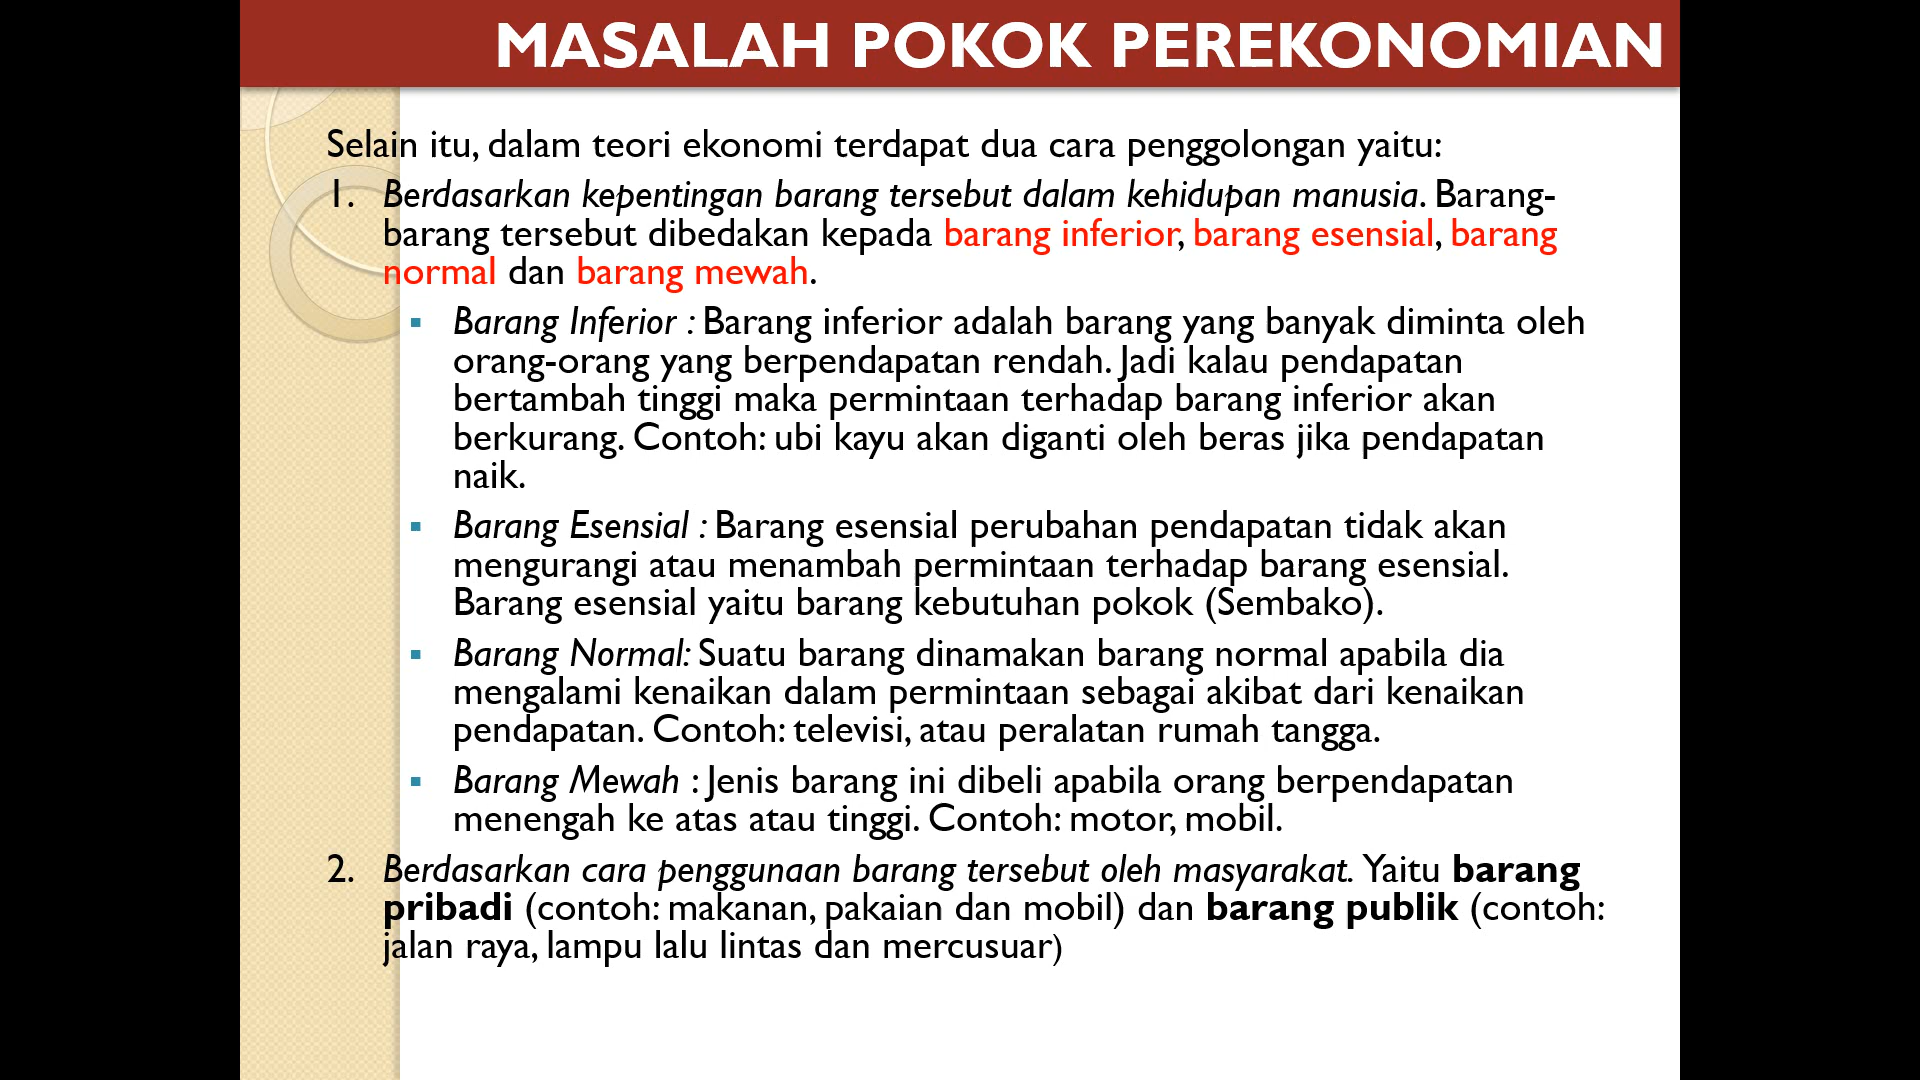 MASALAH POKOK PEREKONOMIAN
Selain itu, dalam teori ekonomi terdapat dua cara penggolongan yaitu:
1. Berdasarkan kepentingan barang tersebut dalam kehidupan manusia. Barang-
barang tersebut dibedakan kepada barang inferior, barang esensial, barang
normal dan barang mewah.
▪ Barang Inferior : Barang inferior adalah barang yang banyak diminta oleh
orang-orang yang berpendapatan rendah. Jadi kalau pendapatan
bertambah tinggi maka permintaan terhadap barang inferior akan
berkurang. Contoh: ubi kayu akan diganti oleh beras jika pendapatan
naik.
▪ Barang Esensial : Barang esensial perubahan pendapatan tidak akan
mengurangi atau menambah permintaan terhadap barang esensial.
Barang esensial yaitu barang kebutuhan pokok (Sembako).
▪ Barang Normal: Suatu barang dinamakan barang normal apabila dia
mengalami kenaikan dalam permintaan sebagai akibat dari kenaikan
pendapatan. Contoh: televisi, atau peralatan rumah tangga.
▪ Barang Mewah : Jenis barang ini dibeli apabila orang berpendapatan
menengah ke atas atau tinggi. Contoh: motor, mobil.
2. Berdasarkan cara penggunaan barang tersebut oleh masyarakat. Yaitu barang
pribadi (contoh: makanan, pakaian dan mobil) dan barang publik (contoh:
jalan raya, lampu lalu lintas dan mercusuar)